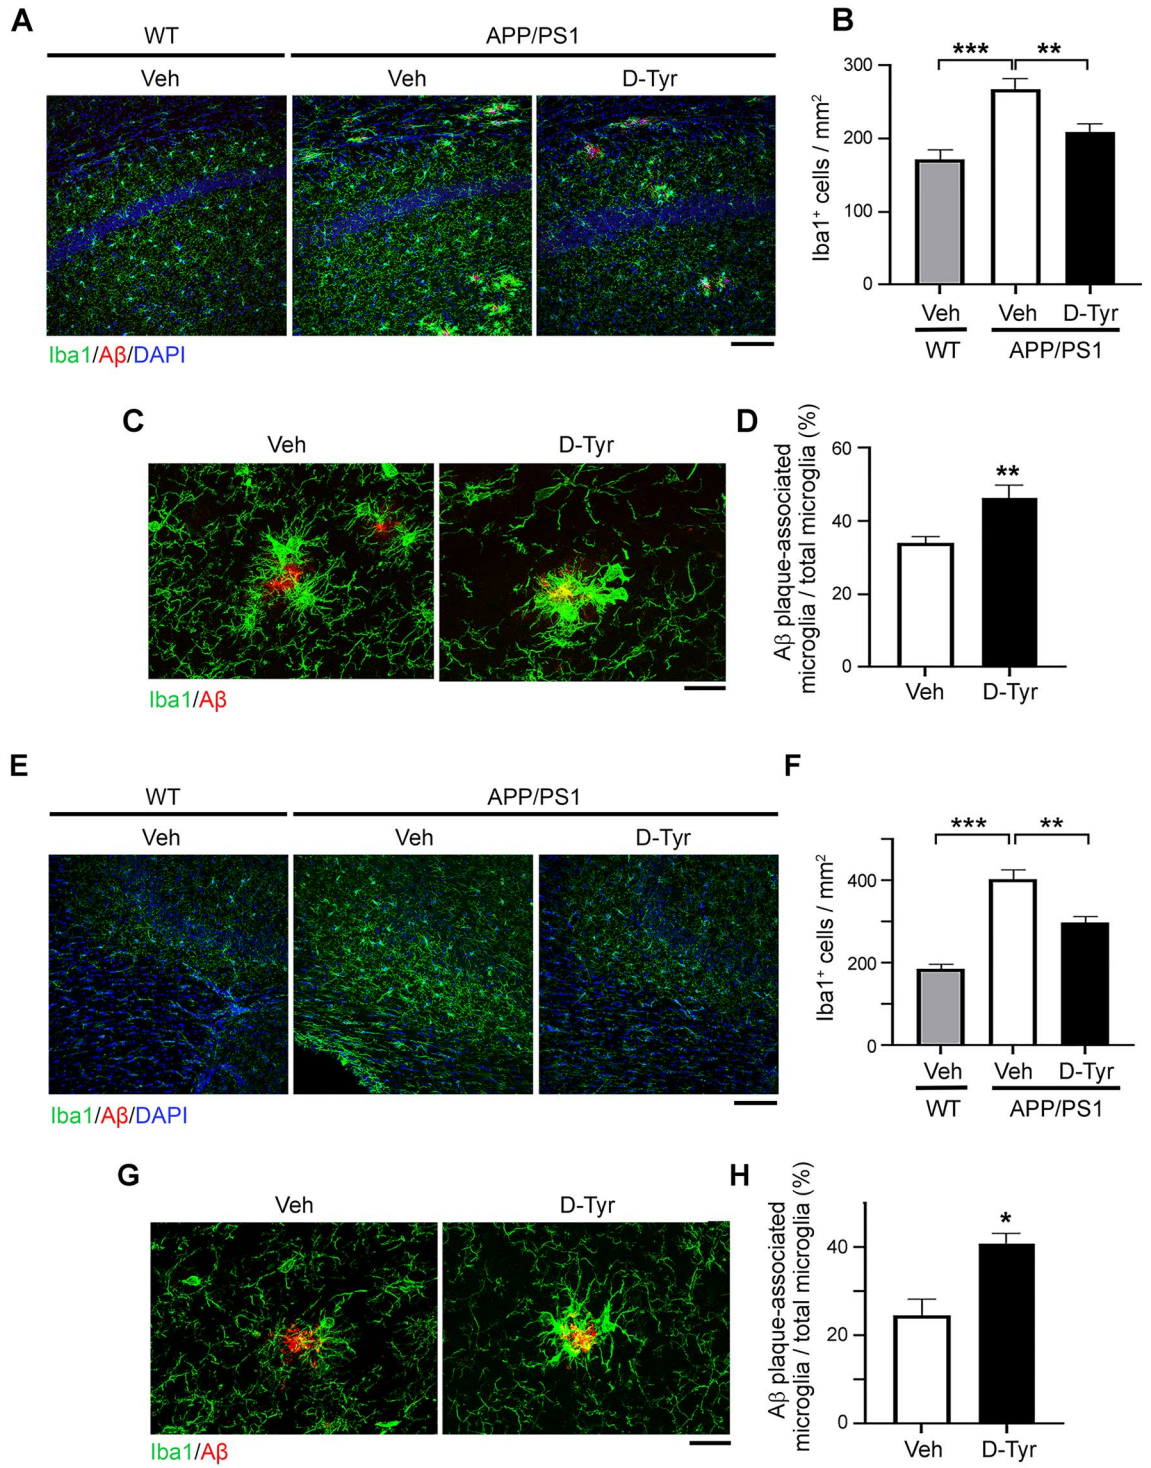 A
WT
APP/PS1
Veh
Veh
D-Tyr
Iba1/Aβ/DAPI
B
*** **
300
200
100
0
Iba1+ cells / mm2
Veh
Veh
D-Tyr
WT
APP/PS1
C
Veh
D-Tyr
Iba1/Aβ
D
Aβ plaque-associated
microglia / total microglia (%)
60
40
20
0
**
Veh
D-Tyr
E
WT
APP/PS1
Veh
Veh
D-Tyr
Iba1/Aβ/DAPI
F
*** **
400
200
0
Iba1+ cells / mm2
Veh
Veh
D-Tyr
WT
APP/PS1
G
Veh
D-Tyr
Iba1/Aβ
H
Aβ plaque-associated
microglia / total microglia (%)
40
20
0
*
Veh
D-Tyr